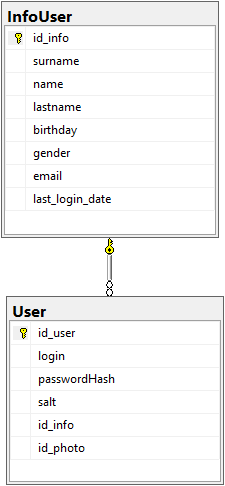 InfoUser
id_info
surname
name
lastname
birthday
gender
email
last_login_date
User
id_user
login
passwordHash
salt
id_info
id_photo